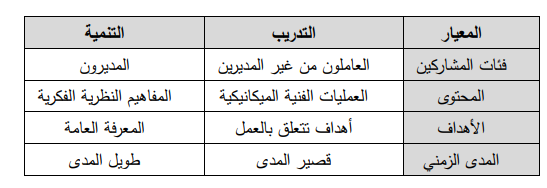 المعيار التدريب التنمية
فئات المشاركين العاملون من غير المديرين المديرون
المحتوى العمليات الفنية الميكانيكية المفاهيم النظرية الفكرية
الأهداف أهداف تتعلق بالعمل المعرفة العامة
المدى الزمني قصير المدى طويل المدى